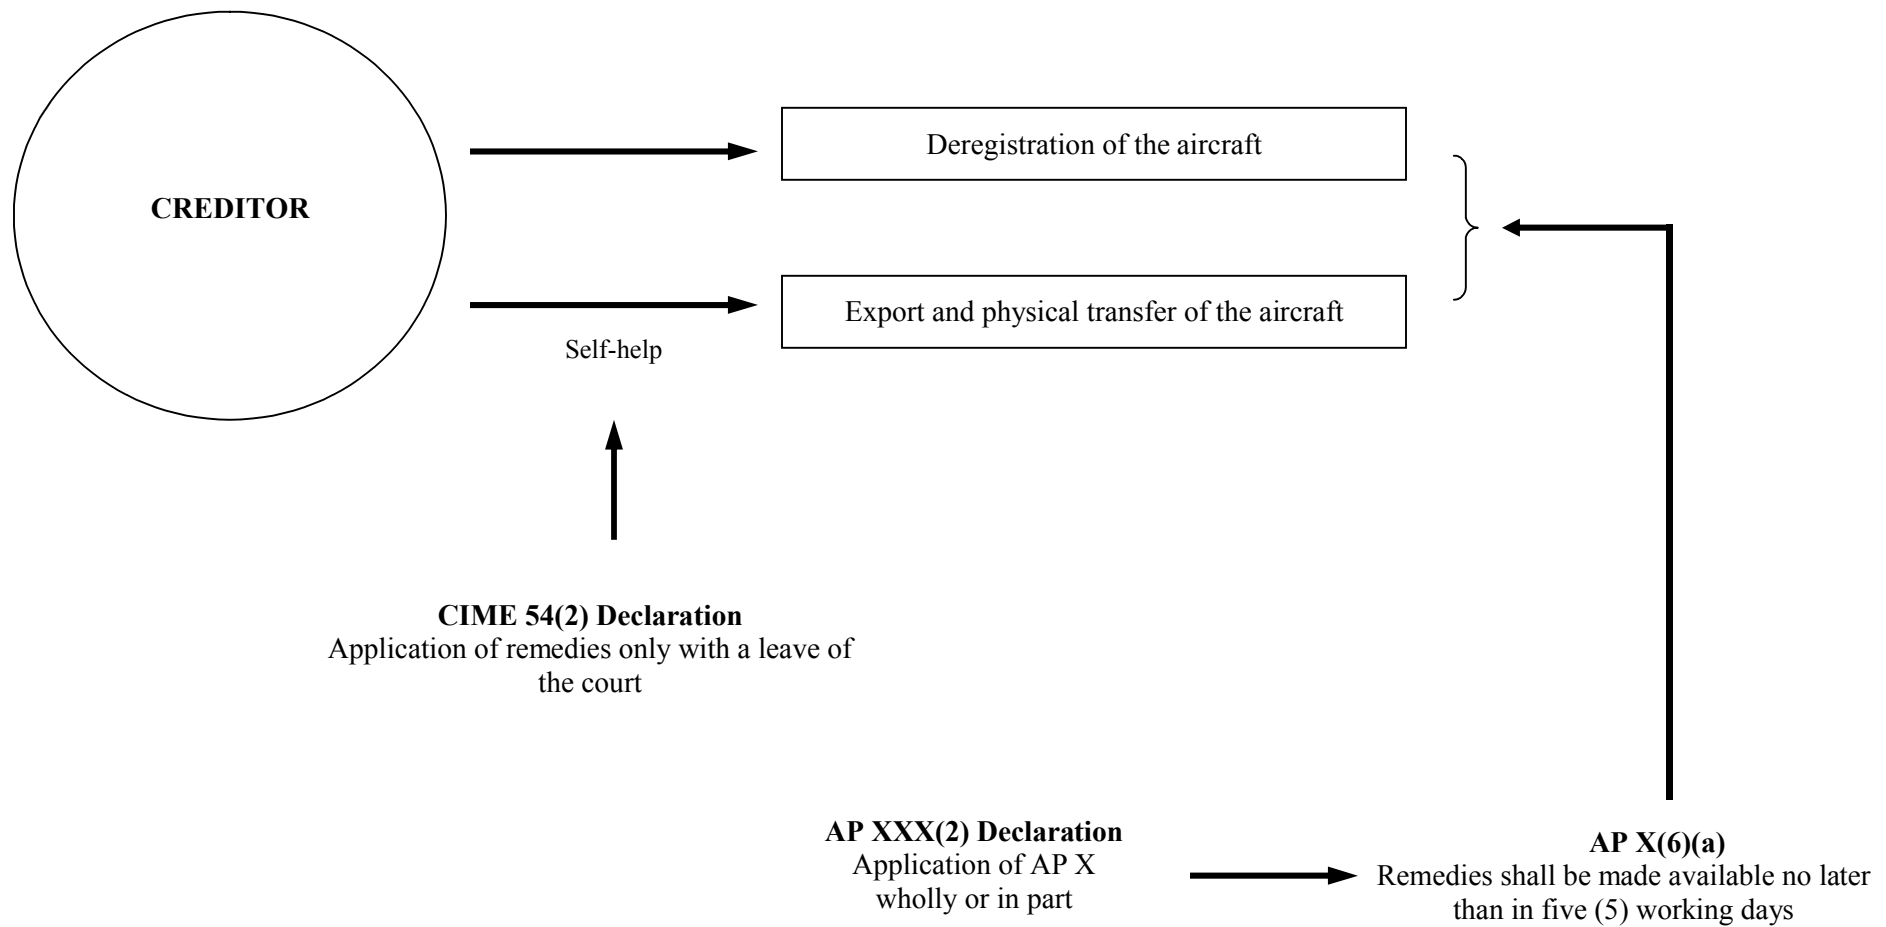 Deregistration of the aircraft
CREDITOR
Export and physical transfer of the aircraft
Self-help
CIME 54(2) Declaration
Application of remedies only with a leave of
the court
AP XXX(2) Declaration
Application of AP X
wholly or in part
AP X(6)(a)
Remedies shall be made available no later
than in five (5) working days